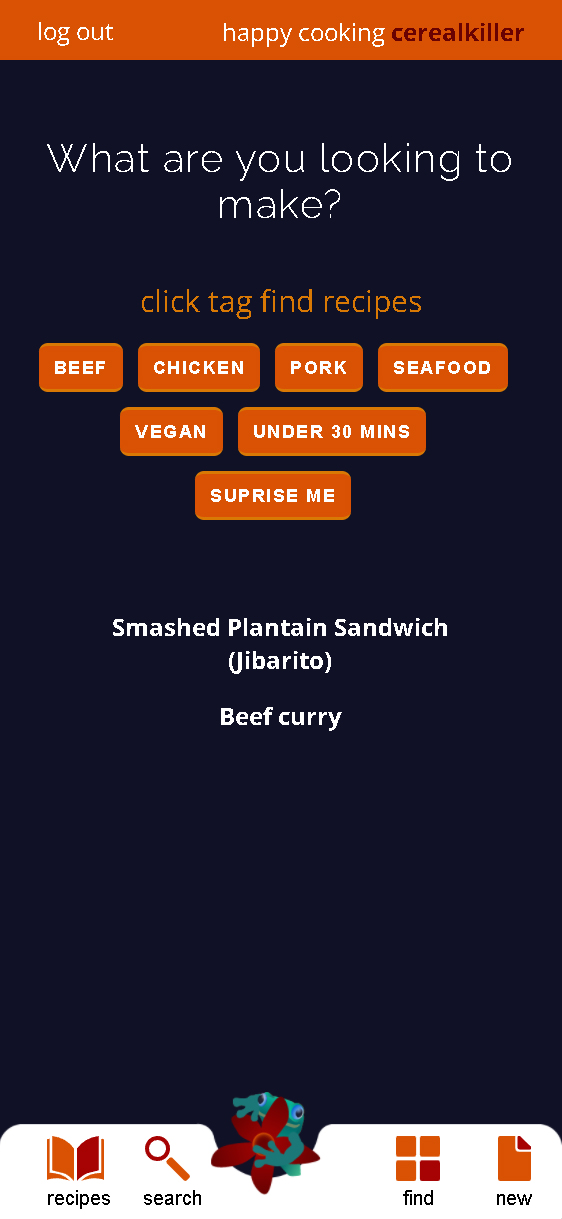 log out happy cooking cerealkiller
What are you looking to
make?
click tag find recipes
BEEF CHICKEN PORK SEAFOOD
VEGAN UNDER 30 MINS
SUPRISE ME
Smashed Plantain Sandwich
(Jibarito)
Beef curry
recipes search find new